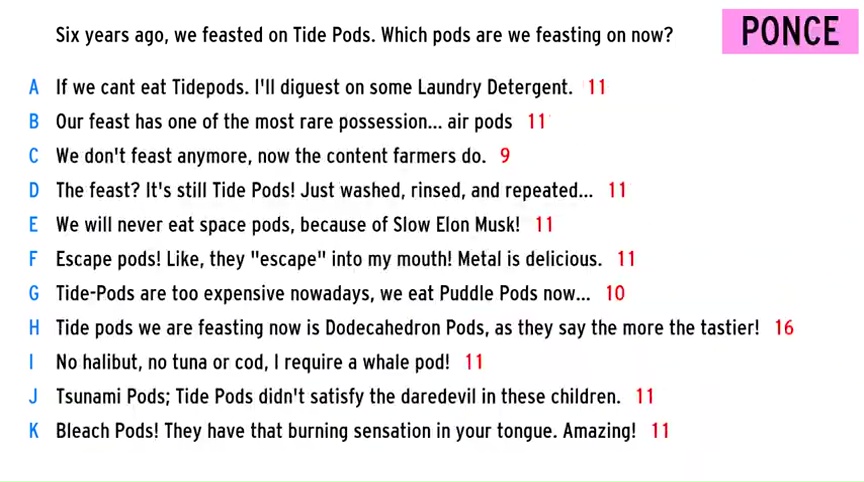 Six years ago, we feasted on Tide Pods. Which pods are we feasting on now?
PONCE
A If we cant eat Tidepods. I'll diguest on some Laundry Detergent. 11
B Our feast has one of the most rare possession... air pods 11
C We don't feast anymore, now the content farmers do. 9
D The feast? It's still Tide Pods! Just washed, rinsed, and repeated... 11
E We will never eat space pods, because of Slow Elon Musk! 11
F Escape pods! Like, they "escape" into my mouth! Metal is delicious. 11
G Tide-Pods are too expensive nowadays, we eat Puddle Pods now... 10
H Tide pods we are feasting now is Dodecahedron Pods, as they say the more the tastier! 16
I No halibut, no tuna or cod, I require a whale pod! 11
J Tsunami Pods; Tide Pods didn't satisfy the daredevil in these children. 11
K Bleach Pods! They have that burning sensation in your tongue. Amazing! 11